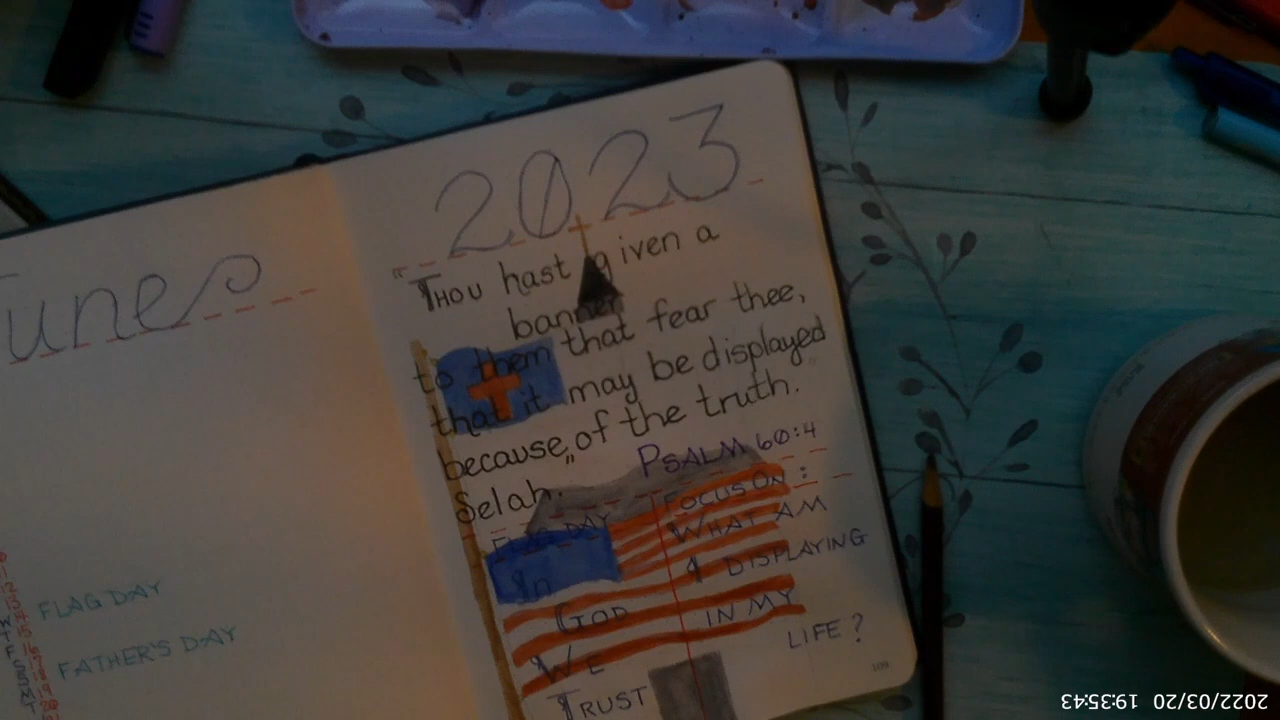 June
FLAG DAY
FATHER'S DAY
2023
"Thou hast given a
banner
to them that fear thee,
that it may be displayed
because of the truth.
Selah."
PSALM 60:4
FLAG DAY
In
GOD
WE
TRUST
FOCUS ON:
WHAT AM
I DISPLAYING
IN MY
LIFE?
109
2022/03/20 19:35:43